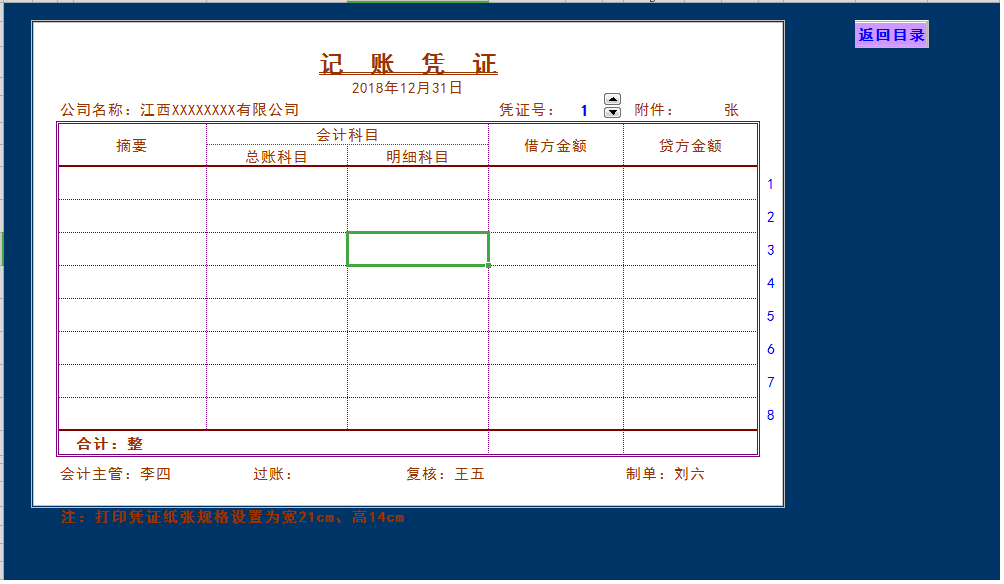 返回目录
记 账 凭 证
2018年12月31日
公司名称：江西XXXXXXXX有限公司 凭证号： 1 附件： 张
摘要 会计科目 借方金额 贷方金额
总账科目 明细科目
1
2
3
4
5
6
7
8
合计：整
会计主管：李四 过账： 复核：王五 制单：刘六
注：打印凭证纸张规格设置为宽21cm、高14cm